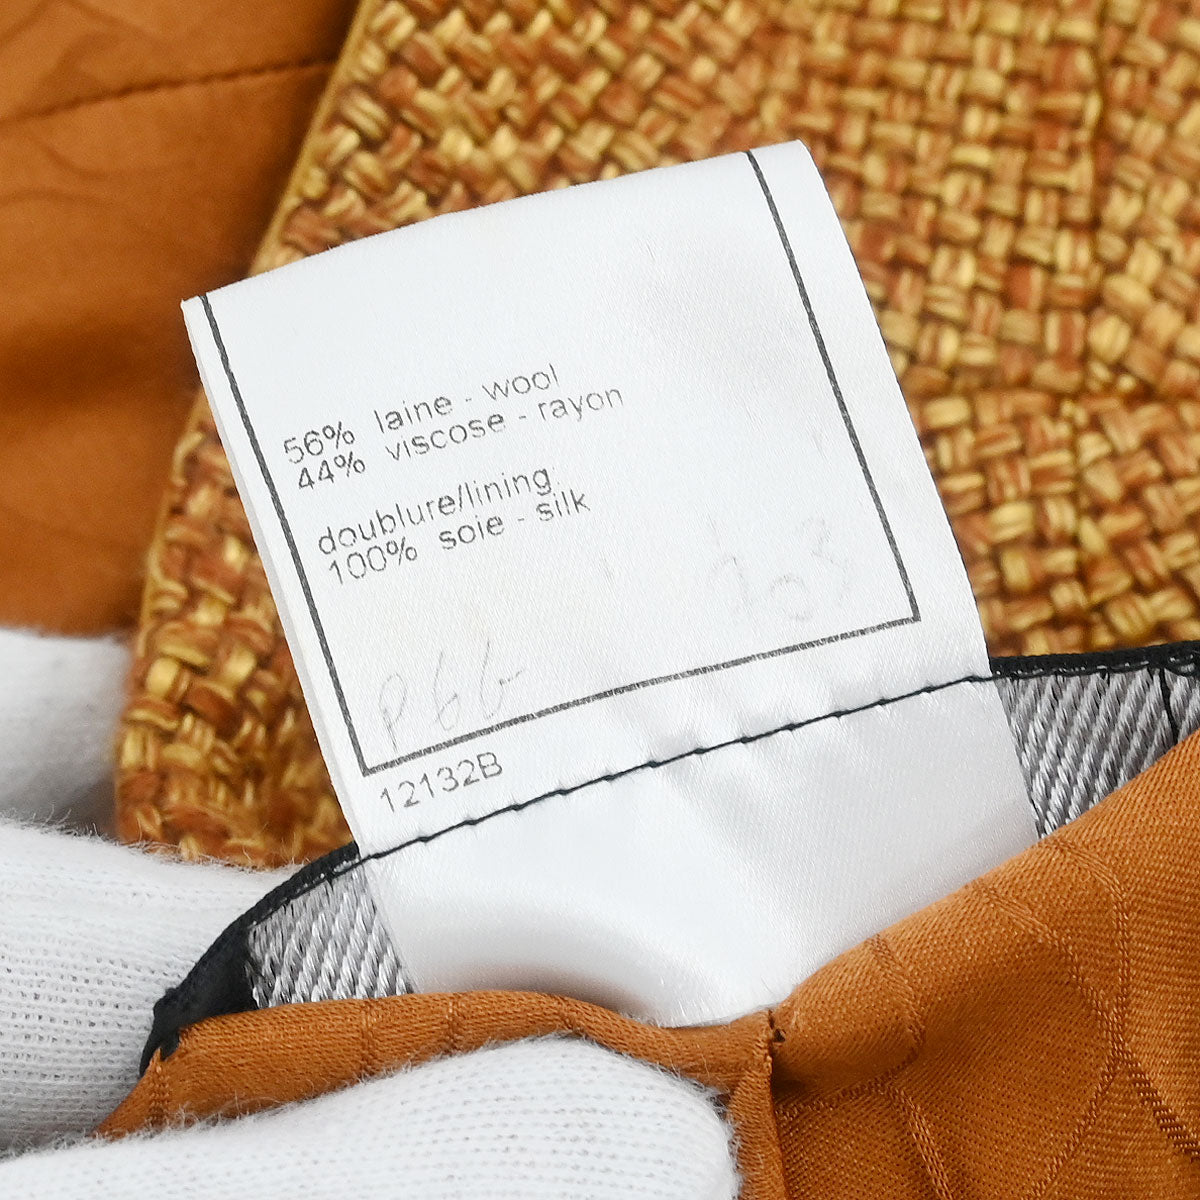 56% laine - wool
44% viscose - rayon
doublure/lining
100% soie - silk
P66
12132B